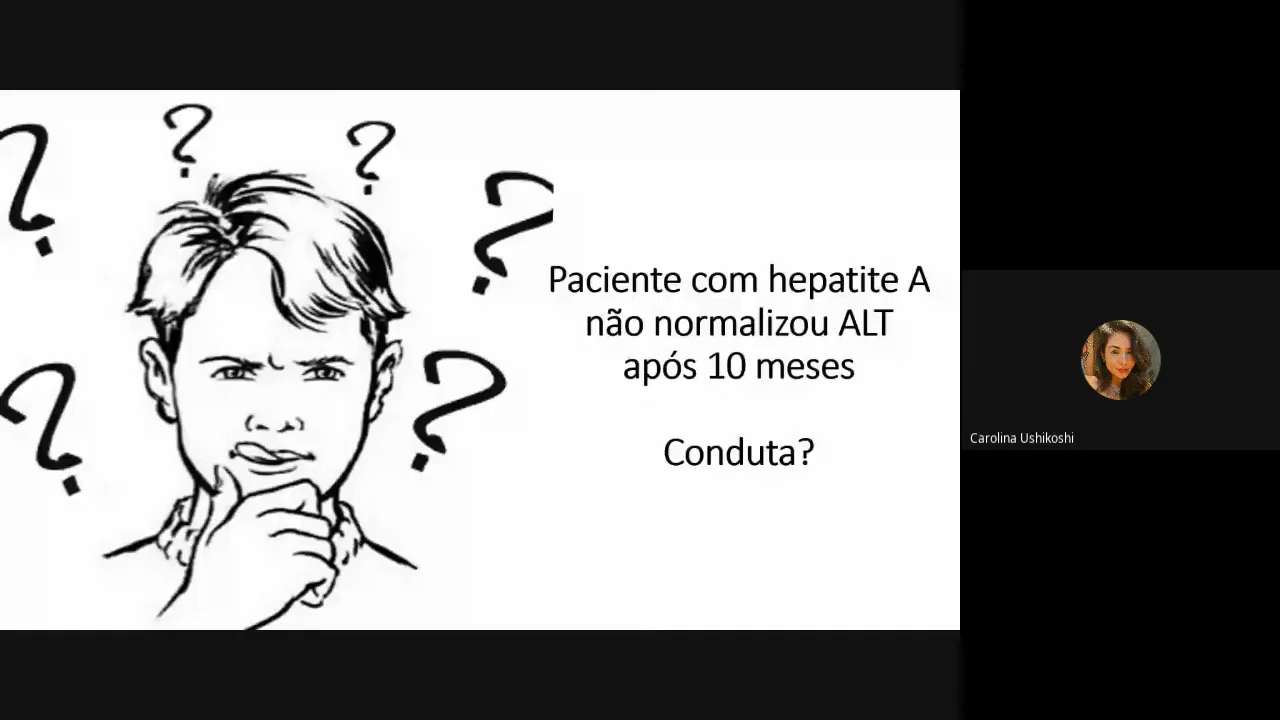 Paciente com hepatite A
não normalizou ALT
após 10 meses
Conduta?
Carolina Ushikoshi